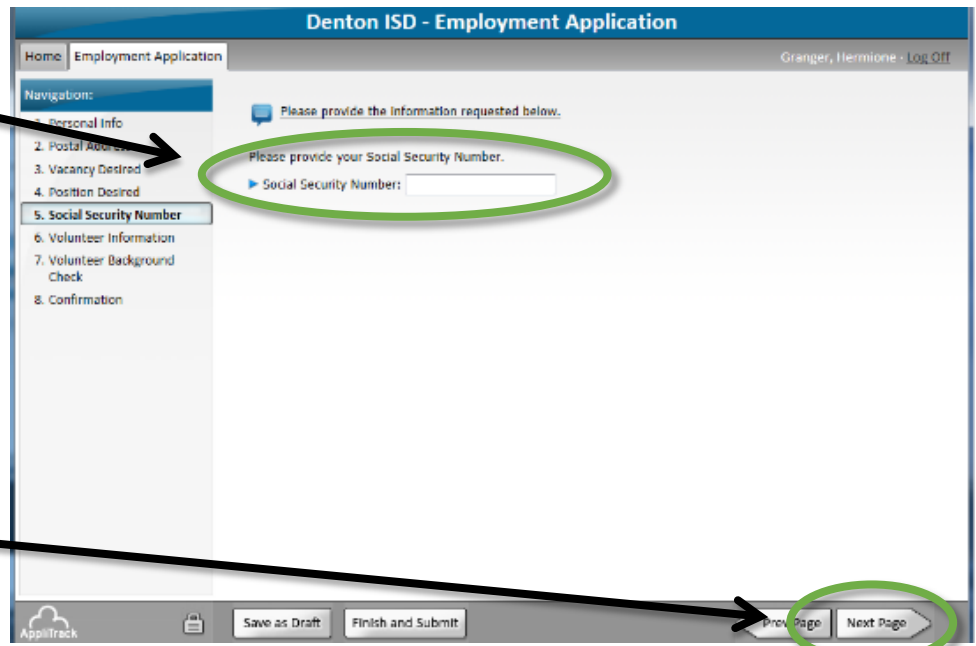 Denton ISD - Employment Application
Home Employment Application Granger, Hermione - Log Off
Navigation:
Personal Info
2. Postal
3. Vacancy Desired
4. Position Desired
5. Social Security Number
6. Volunteer Information
7. Volunteer Background
Check
8. Confirmation
Please provide the information requested below.
Please provide your Social Security Number.
Social Security Number:
AppliTrack
Save as Draft Finish and Submit Prev Page Next Page